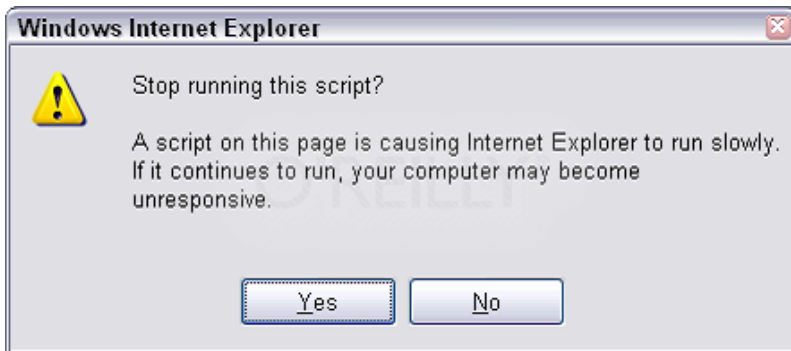 Windows Internet Explorer
Stop running this script?
A script on this page is causing Internet Explorer to run slowly.
If it continues to run, your computer may become
unresponsive.
O'REILLY
Yes
No